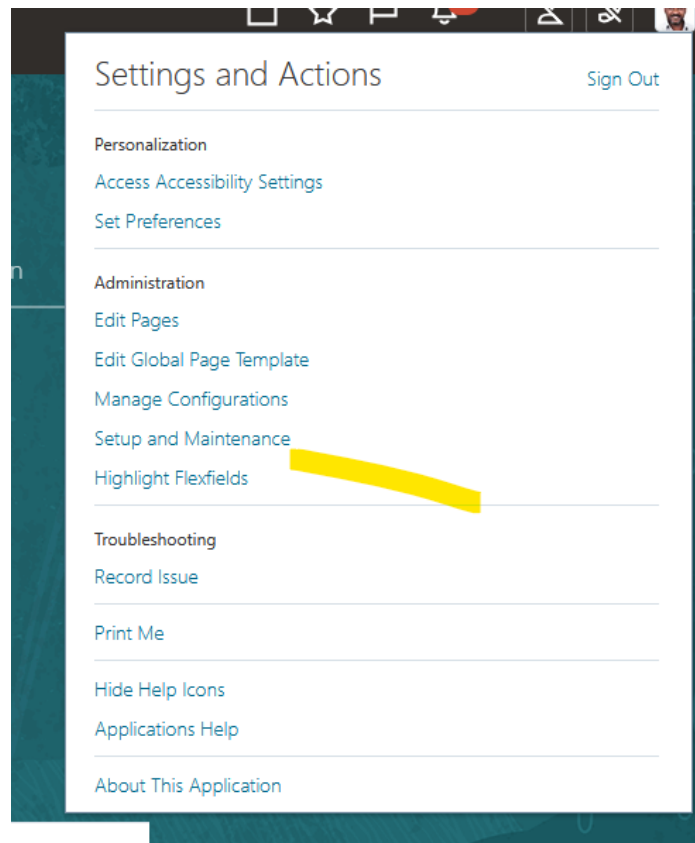 Settings and Actions
Sign Out
Personalization
Access Accessibility Settings
Set Preferences
n
Administration
Edit Pages
Edit Global Page Template
Manage Configurations
Setup and Maintenance
Highlight Flexfields
Troubleshooting
Record Issue
Print Me
Hide Help Icons
Applications Help
About This Application